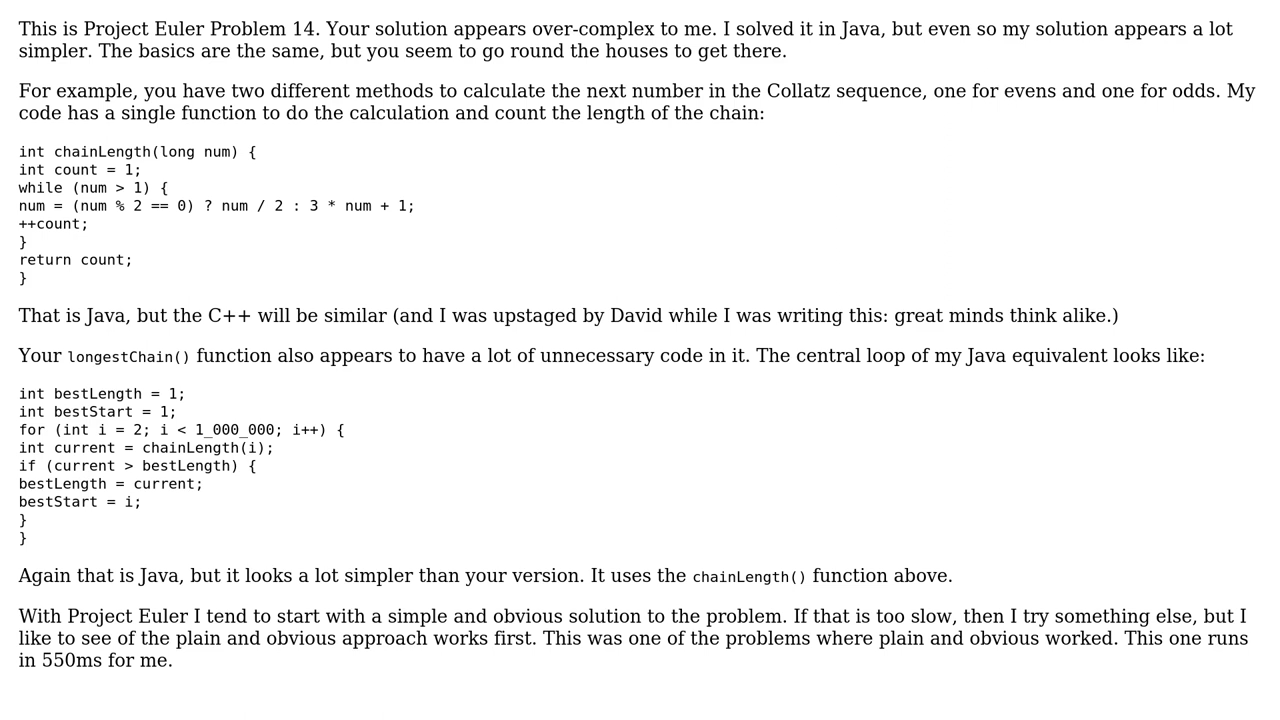 This is Project Euler Problem 14. Your solution appears over-complex to me. I solved it in Java, but even so my solution appears a lot
simpler. The basics are the same, but you seem to go round the houses to get there.
For example, you have two different methods to calculate the next number in the Collatz sequence, one for evens and one for odds. My
code has a single function to do the calculation and count the length of the chain:
int chainLength(long num) {
int count = 1;
while (num > 1) {
num = (num % 2 == 0) ? num / 2 : 3 * num + 1;
++count;
}
return count;
}
That is Java, but the C++ will be similar (and I was upstaged by David while I was writing this: great minds think alike.)
Your longestChain() function also appears to have a lot of unnecessary code in it. The central loop of my Java equivalent looks like:
int bestLength = 1;
int bestStart = 1;
for (int i = 2; i < 1_000_000; i++) {
int current = chainLength(i);
if (current > bestLength) {
bestLength = current;
bestStart = i;
}
}
Again that is Java, but it looks a lot simpler than your version. It uses the chainLength() function above.
With Project Euler I tend to start with a simple and obvious solution to the problem. If that is too slow, then I try something else, but I
like to see of the plain and obvious approach works first. This was one of the problems where plain and obvious worked. This one runs
in 550ms for me.